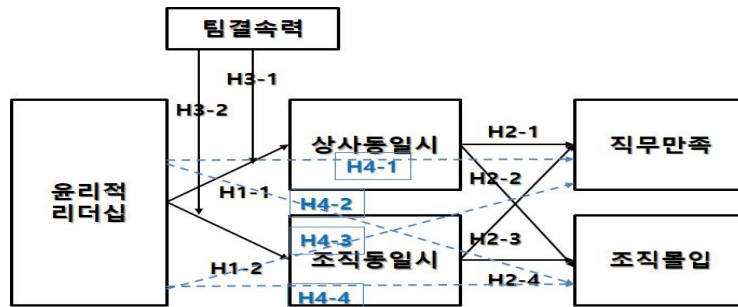 팀결속력
H3-1
H3-2
상사동일시
H2-1
직무만족
H4-1
H2-2
윤리적
리더십
H1-1
H4-2
H4-3
H2-3
H1-2
조직동일시
조직몰입
H2-4
H4-4